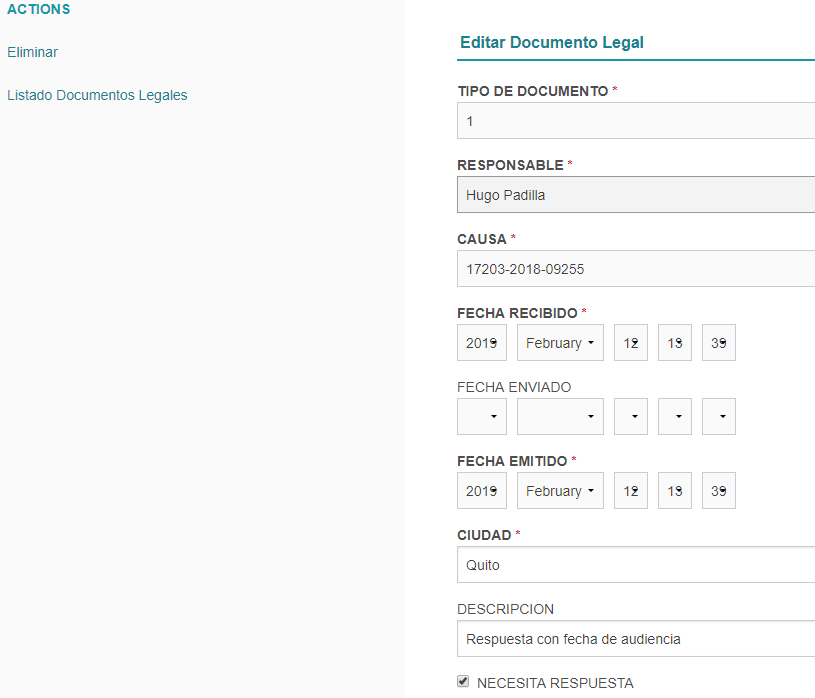 ACTIONS
Eliminar
Listado Documentos Legales
Editar Documento Legal
TIPO DE DOCUMENTO *
1
RESPONSABLE *
Hugo Padilla
CAUSA *
17203-2018-09255
FECHA RECIBIDO *
2019 February 12 13 39
FECHA ENVIADO
FECHA EMITIDO *
2019 February 12 13 39
CIUDAD *
Quito
DESCRIPCION
Respuesta con fecha de audiencia
NECESITA RESPUESTA